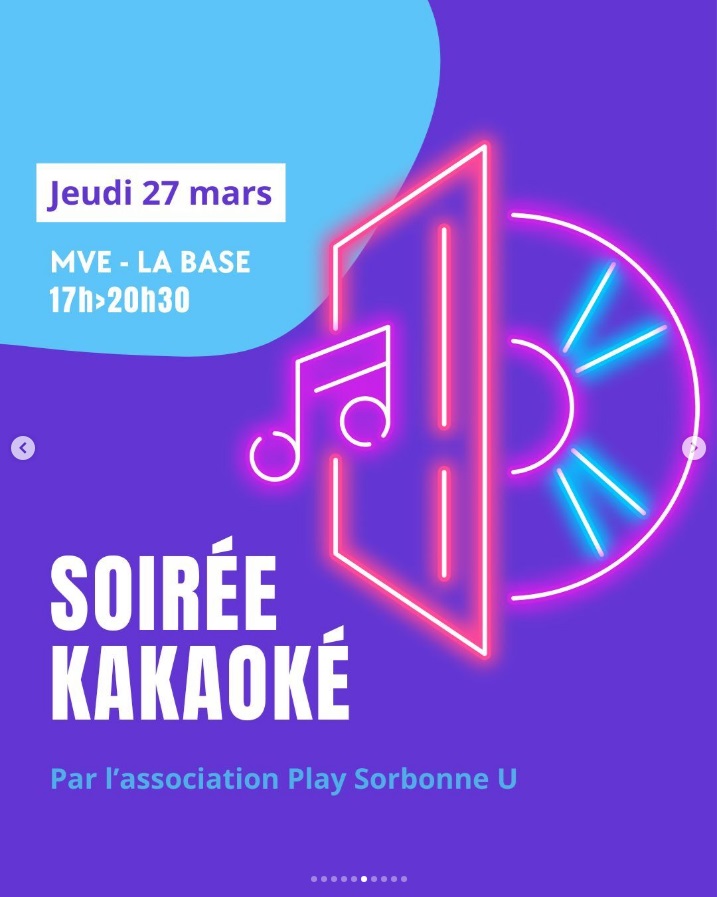 Jeudi 27 mars
MVE - LA BASE
17h>20h30
SOIRÉE
KAKAOKÉ
Par l’association Play Sorbonne U